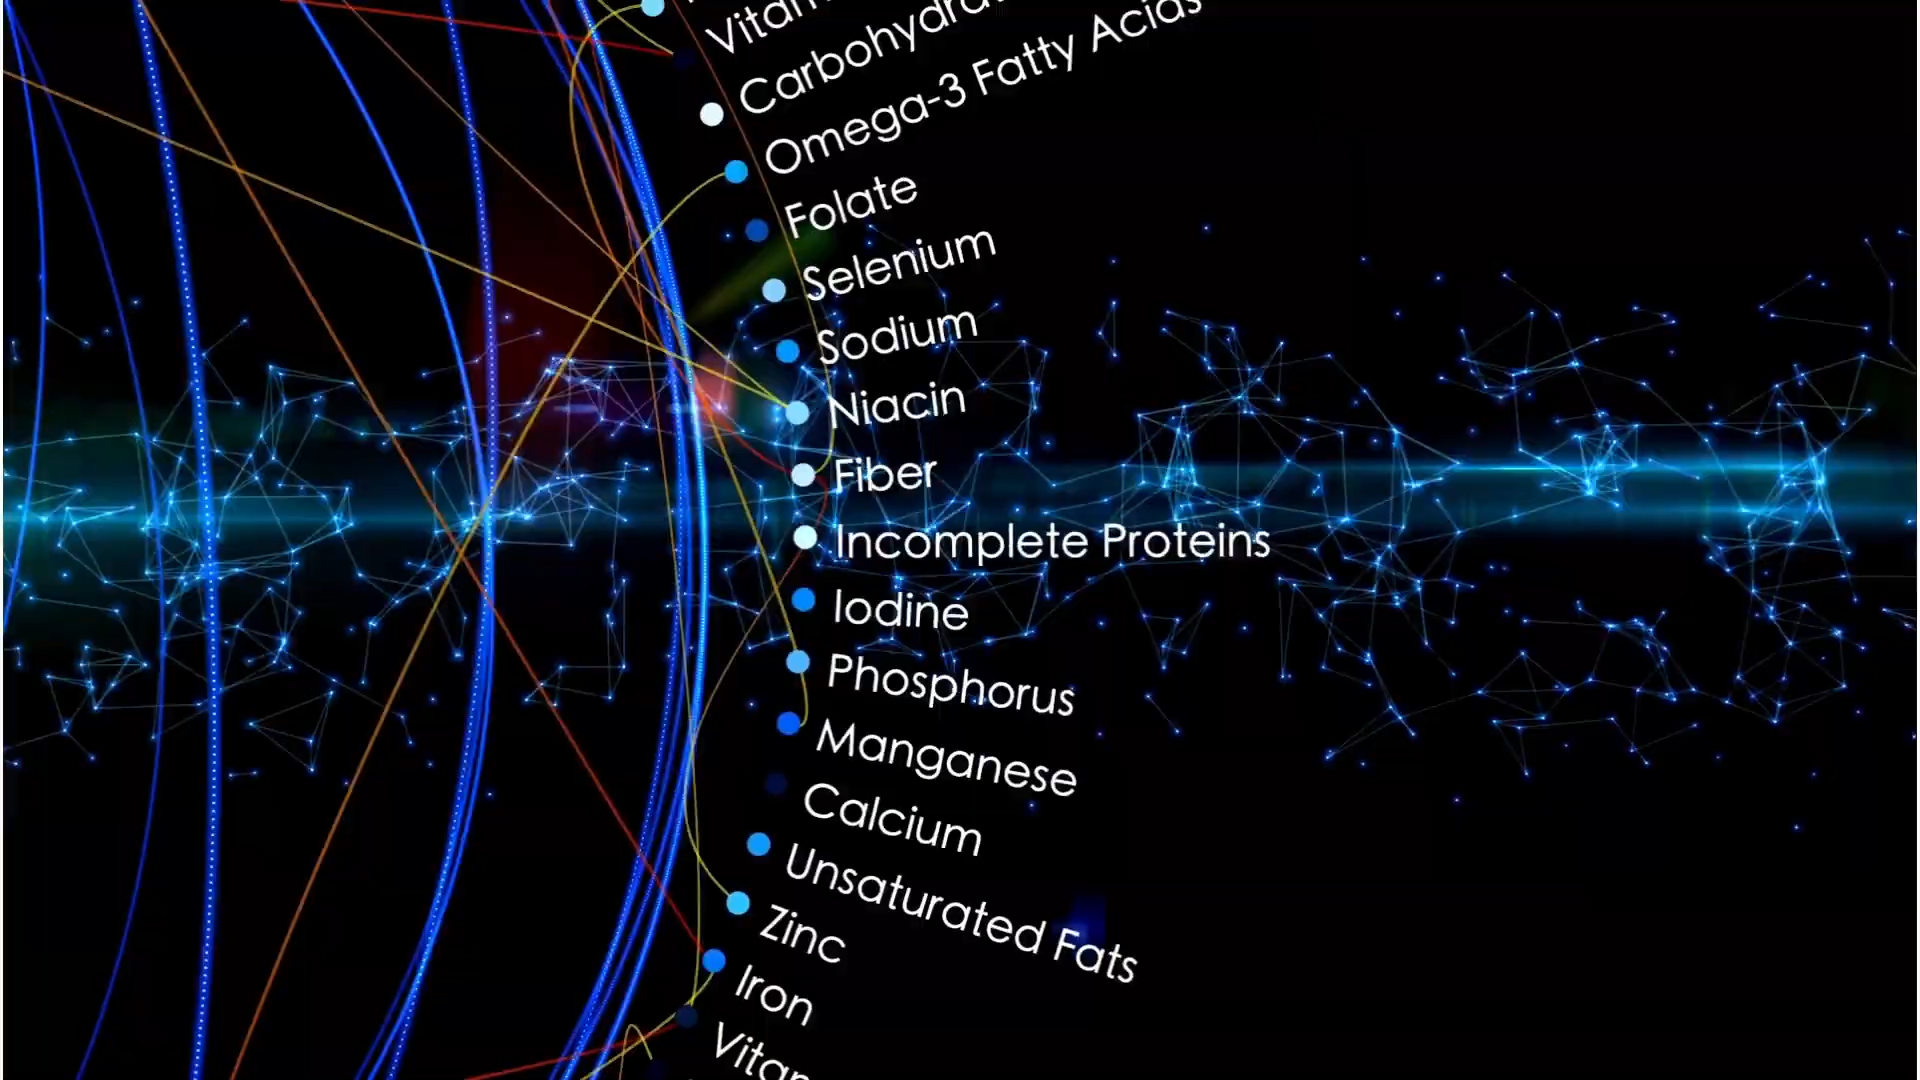 Carbohydra
Omega-3 Fatty Acids
Folate
Selenium
Sodium
Niacin
Fiber
Incomplete Proteins
Iodine
Phosphorus
Manganese
Calcium
Unsaturated Fats
Zinc
Iron